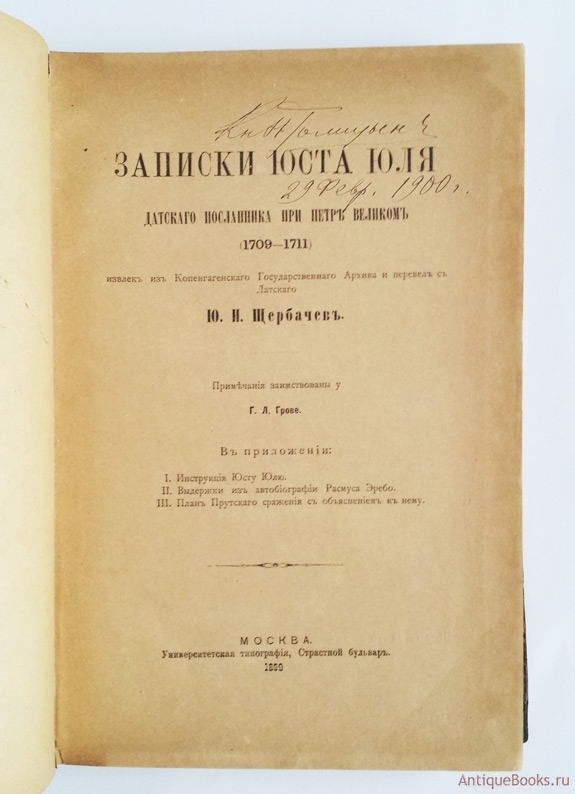 Кн Голицынъ
ЗАПИСКИ ЮСТА ЮЛЯ
29 Февр. 1900 г.
ДАТСКАГО ПОСЛАННИКА ПРИ ПЕТРѢ ВЕЛИКОМЪ
(1709—1711)
извлекъ изъ Копенгагенскаго Государственнаго Архива и перевелъ съ
Датскаго
Ю. И. Щербачевъ.
Примѣчанія заимствованы у
Г. Л. Грове.
Въ приложеніи:
I. Инструкція Юсту Юлю.
II. Выдержки изъ автобіографіи Расмуса Эребо.
III. Планъ Прутскаго сраженія съ объясненіемъ къ нему.
МОСКВА.
Университетская типографія, Страстной бульваръ.
1899
AntiqueBooks.ru